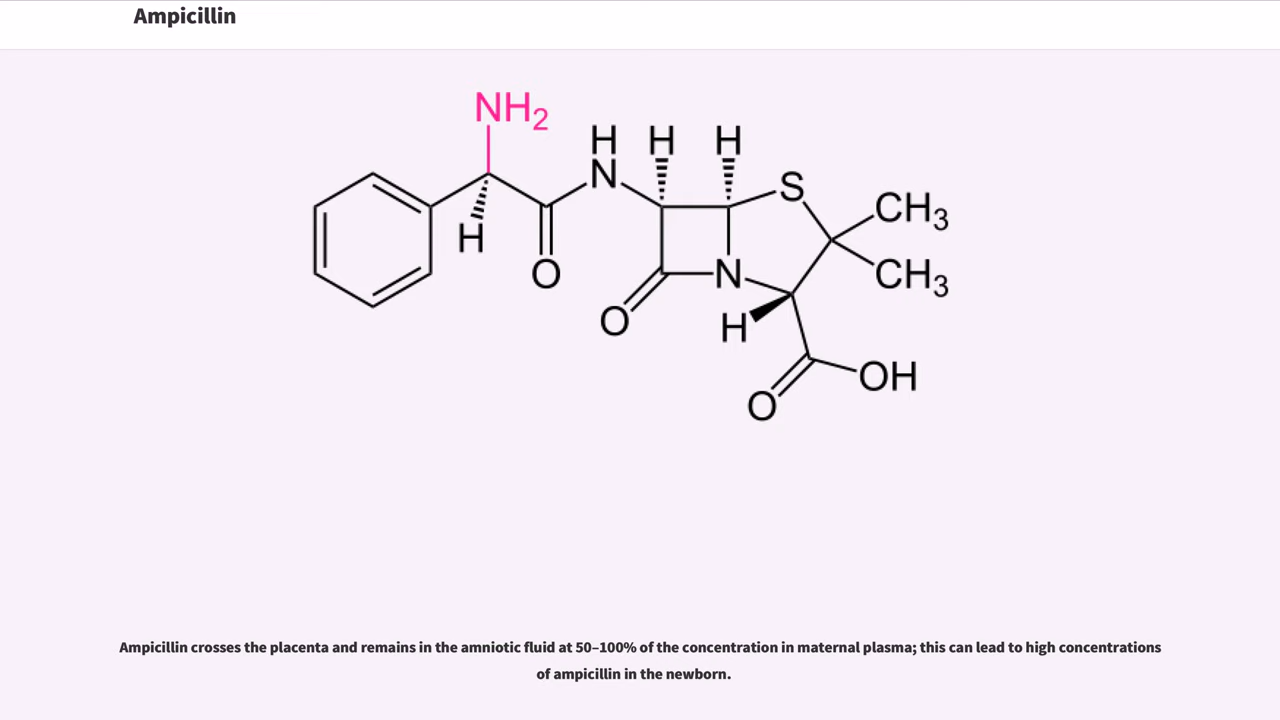 Ampicillin
NH2
H
H
H
N
S
CH3
H
O
N
CH3
O
H
OH
O
Ampicillin crosses the placenta and remains in the amniotic fluid at 50–100% of the concentration in maternal plasma; this can lead to high concentrations
of ampicillin in the newborn.